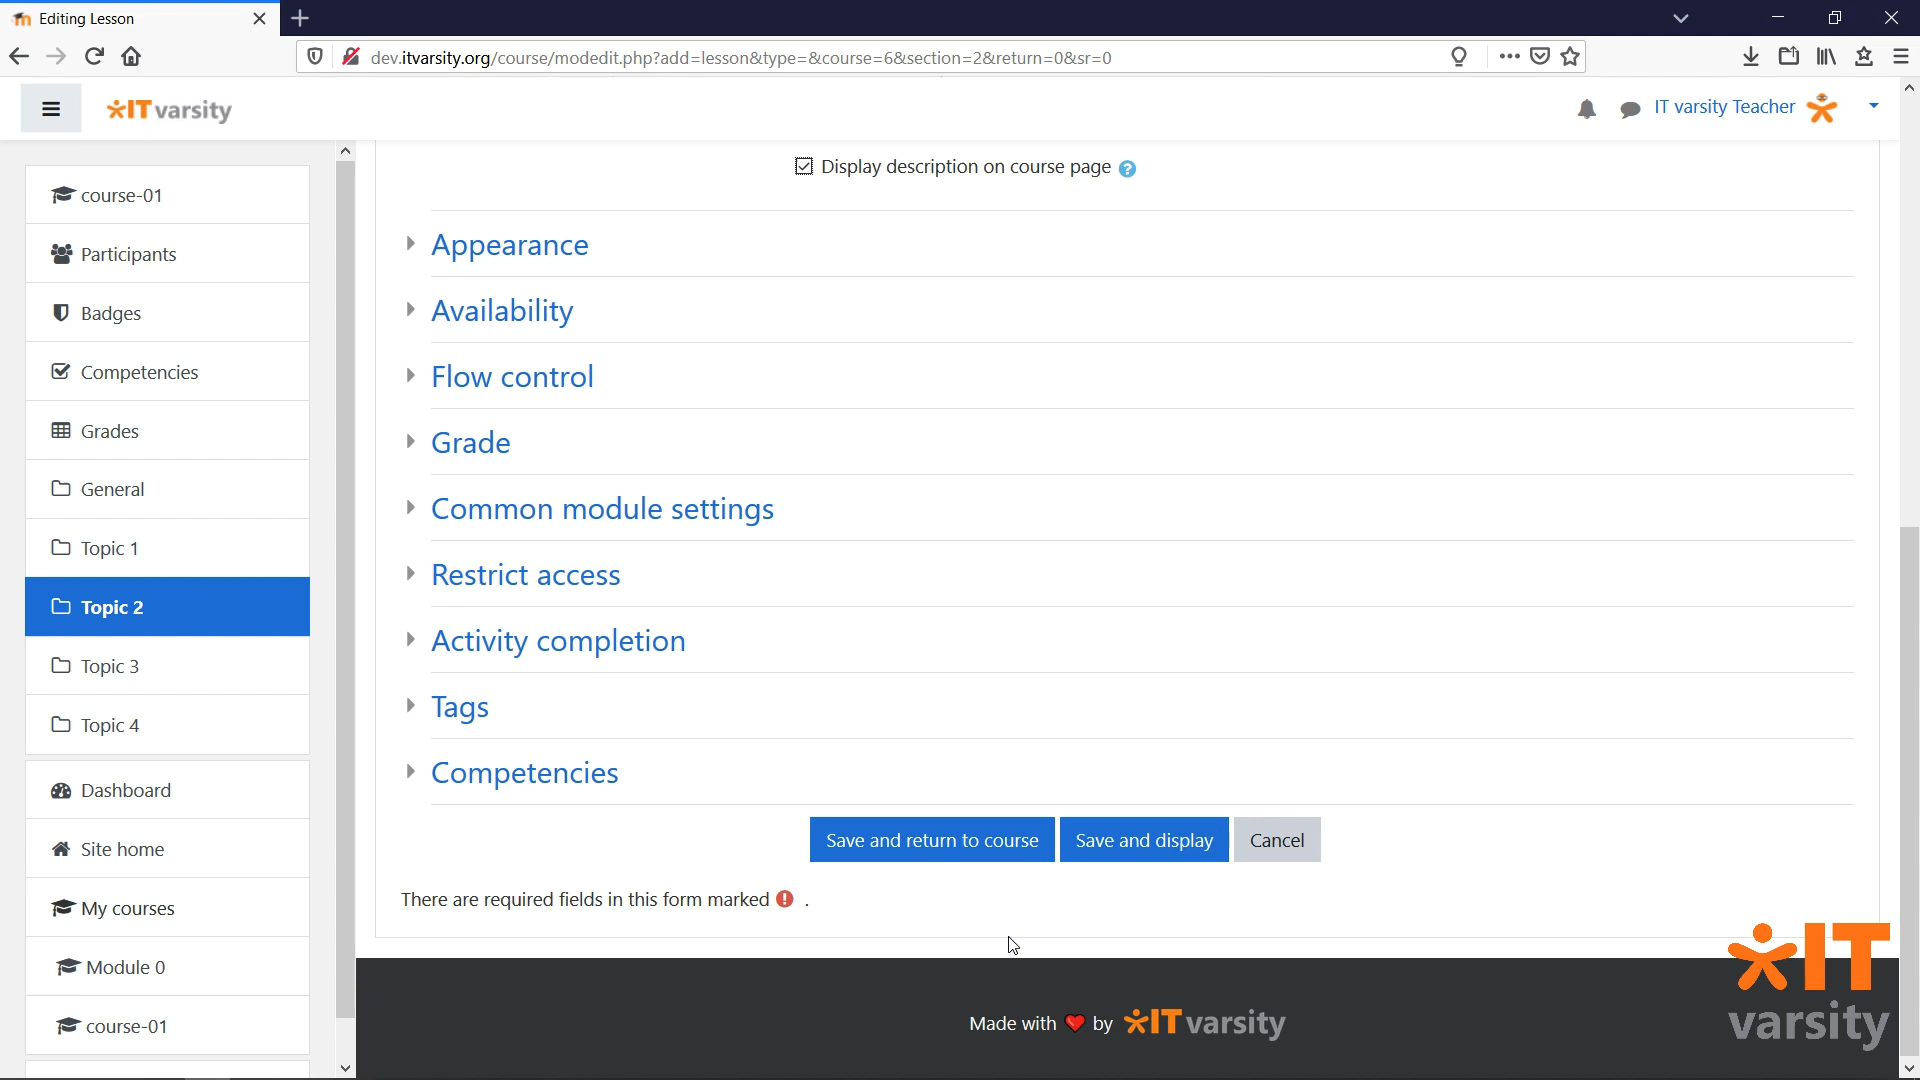 Editing Lesson
dev.itvarsity.org/course/modedit.php?add=lesson&type=&course=6&section=2&return=0&sr=0
IT varsity
IT varsity Teacher
course-01
Participants
Badges
Competencies
Grades
General
Topic 1
Topic 2
Topic 3
Topic 4
Dashboard
Site home
My courses
Module 0
course-01
Display description on course page
Appearance
Availability
Flow control
Grade
Common module settings
Restrict access
Activity completion
Tags
Competencies
Save and return to course
Save and display
Cancel
There are required fields in this form marked .
Made with ❤ by IT varsity
IT
varsity